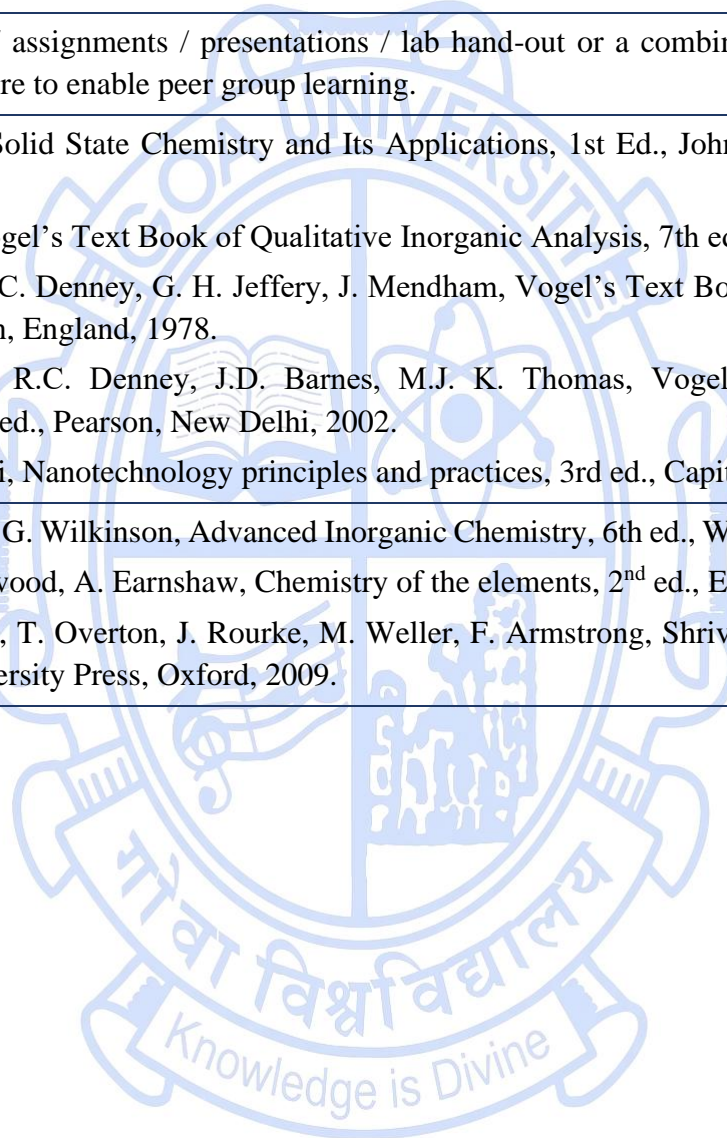 assignments / presentations / lab hand-out or a combin
re to enable peer group learning.
Solid State Chemistry and Its Applications, 1st Ed., John
gel's Text Book of Qualitative Inorganic Analysis, 7th ed
C. Denney, G. H. Jeffery, J. Mendham, Vogel's Text Bo
n, England, 1978.
R.C. Denney, J.D. Barnes, M.J. K. Thomas, Vogel
ed., Pearson, New Delhi, 2002.
i, Nanotechnology principles and practices, 3rd ed., Capit
G. Wilkinson, Advanced Inorganic Chemistry, 6th ed., W
wood, A. Earnshaw, Chemistry of the elements, 2nd ed., E
, T. Overton, J. Rourke, M. Weller, F. Armstrong, Shriv
ersity Press, Oxford, 2009.
GOA UNIVERSITY
गोंवा विश्वविद्यालय
Knowledge is Divine